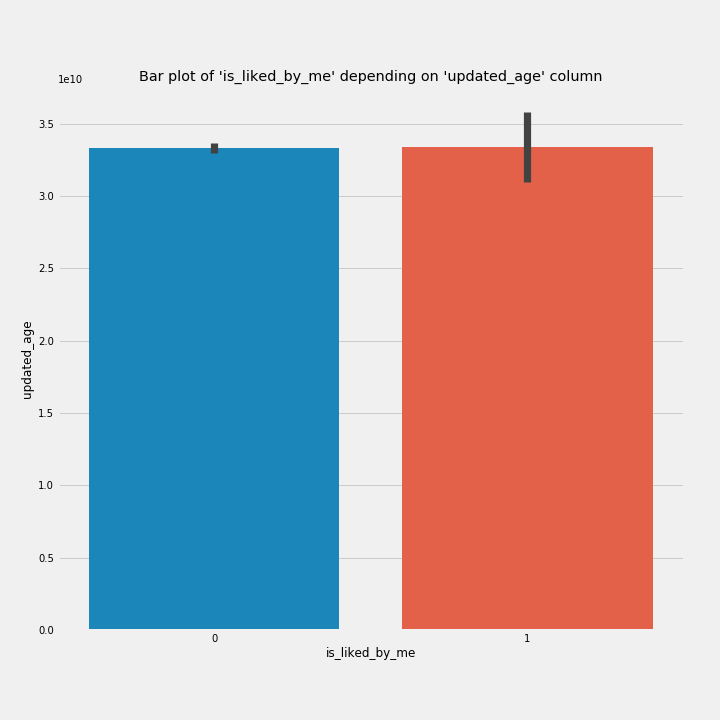 Bar plot of 'is_liked_by_me' depending on 'updated_age' column
1e10
3.5
3.0
2.5
2.0
1.5
1.0
0.5
0.0
updated_age
0
1
is_liked_by_me